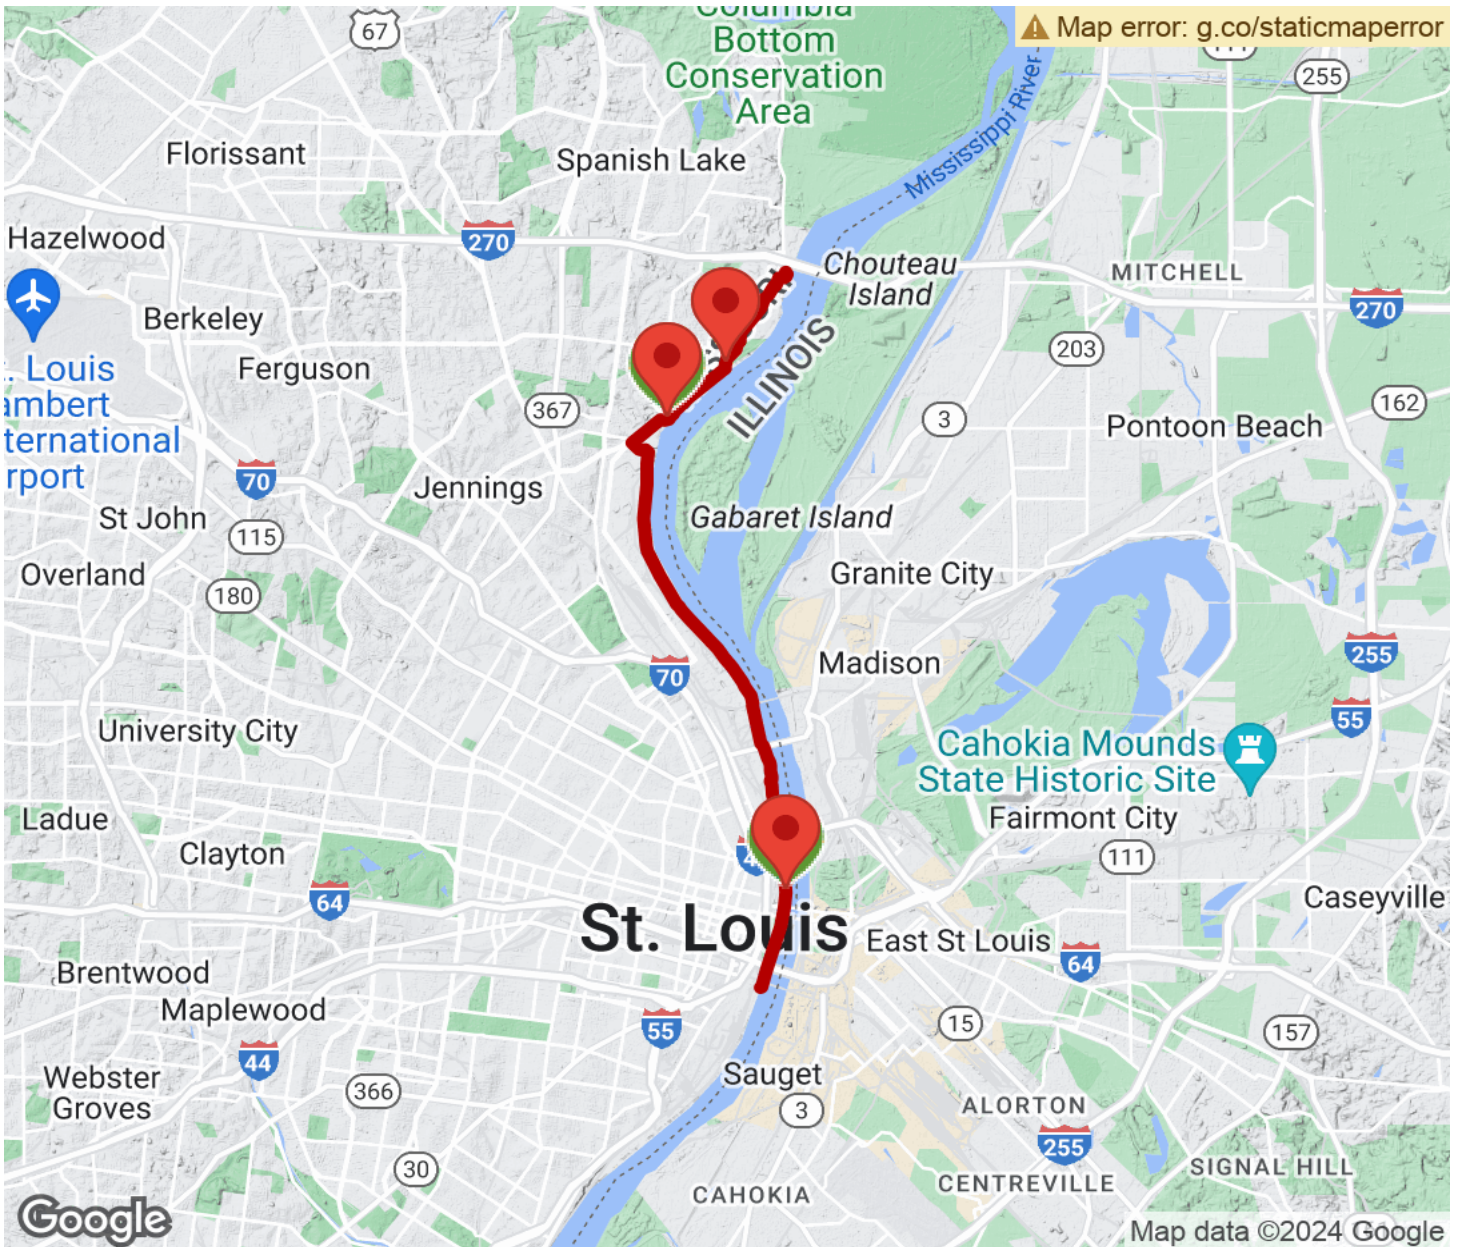 Columbia
Bottom
Conservation
Area
67
Map error: g.co/staticmaperror
255
Mississippi River
Florissant
Spanish Lake
Hazelwood
270
Chouteau
Island
MITCHELL
270
Berkeley
ILLINOIS
203
Ferguson
. Louis
ambert
ternational
rport
367
3
162
Pontoon Beach
70
Jennings
St John
115
Gabaret Island
Overland
180
Granite City
70
Madison
255
55
University City
Cahokia Mounds
State Historic Site
Ladue
Fairmont City
Clayton
111
64
Caseyville
St. Louis
East St Louis
64
Brentwood
Maplewood
55
15
157
44
Webster
Groves
366
Sauget
3
ALORTON
255
30
SIGNAL HILL
CAHOKIA
CENTREVILLE
Google
Map data ©2024 Google